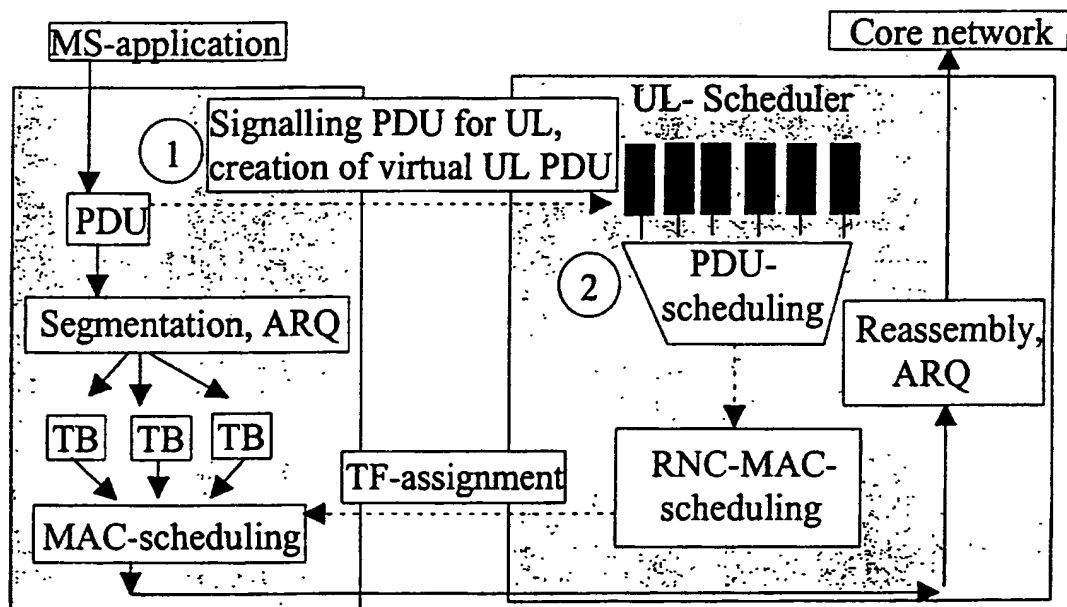 MS-application
Core network
Signalling PDU for UL,
creation of virtual UL PDU
1
UL- Scheduler
PDU
2
PDU-
scheduling
Segmentation, ARQ
Reassembly,
ARQ
TB
TB
TB
TF-assignment
RNC-MAC-
scheduling
MAC-scheduling